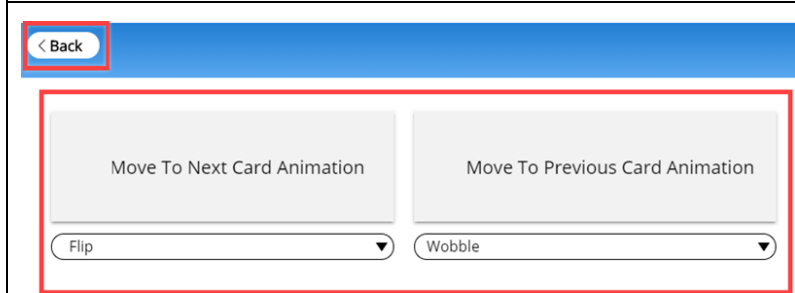 < Back
Move To Next Card Animation
Move To Previous Card Animation
Flip
Wobble